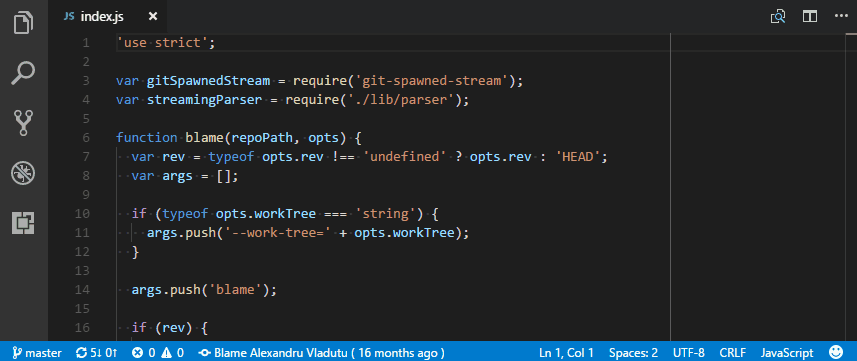 JS index.js
1 'use strict';
2
3 var gitSpawnedStream = require('git-spawned-stream');
4 var streamingParser = require('./lib/parser');
5
6 function blame(repoPath, opts) {
7 var rev = typeof opts.rev !== 'undefined' ? opts.rev : 'HEAD';
8 var args = [];
9
10 if (typeof opts.workTree === 'string') {
11 args.push('--work-tree=' + opts.workTree);
12 }
13
14 args.push('blame');
15
16 if (rev) {
master 5↓ 0↑ 0 0 Blame Alexandru Vladutu ( 16 months ago ) Ln 1, Col 1 Spaces: 2 UTF-8 CRLF JavaScript